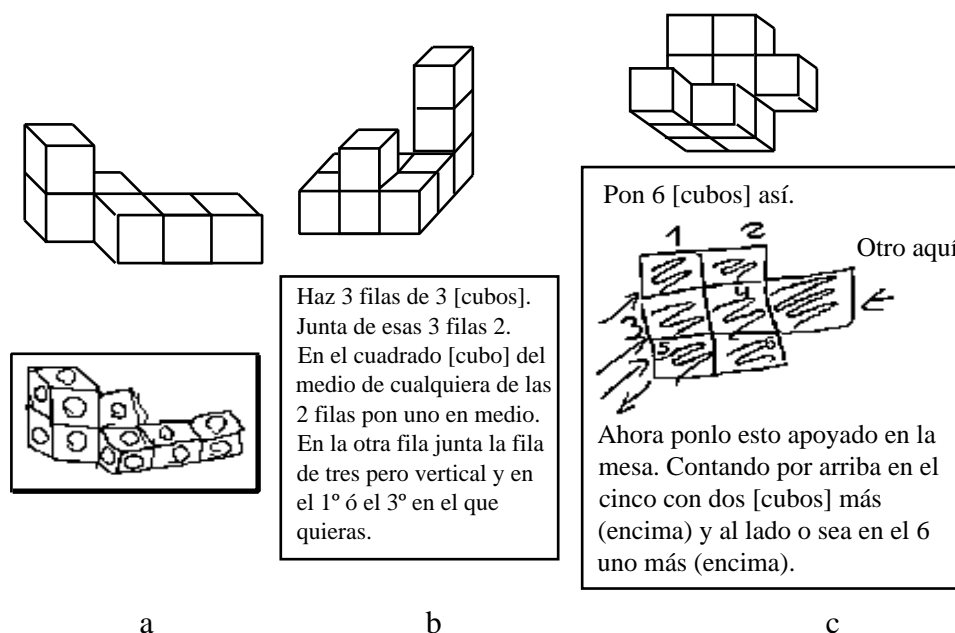 Haz 3 filas de 3 [cubos].
Junta de esas 3 filas 2.
En el cuadrado [cubo] del
medio de cualquiera de las
2 filas pon uno en medio.
En la otra fila junta la fila
de tres pero vertical y en
el 1º ó el 3º en el que
quieras.
Pon 6 [cubos] así.
1 2
Otro aquí
4
3
5 6
Ahora ponlo esto apoyado en la
mesa. Contando por arriba en el
cinco con dos [cubos] más
(encima) y al lado o sea en el 6
uno más (encima).
a b c